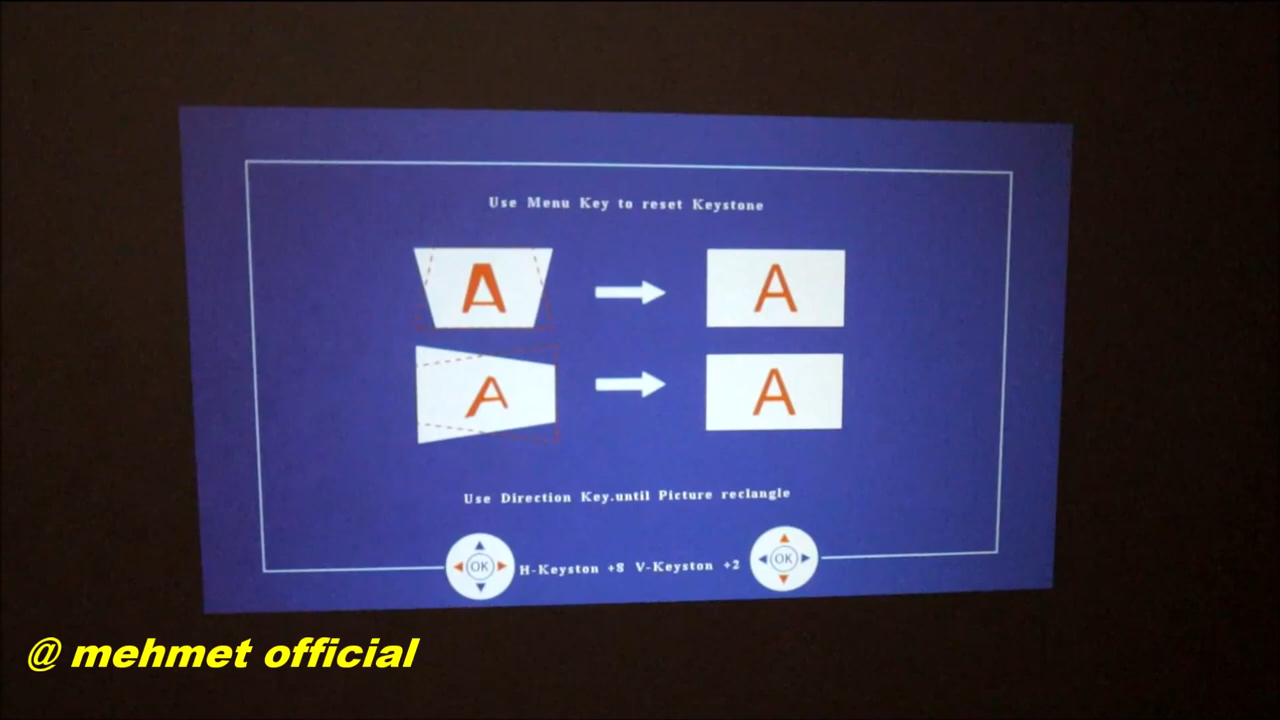 Use Menu Key to reset Keystone
A A
A A
Use Direction Key.untill Picture reclangle
OK H-Keyston +8 V-Keyston +2 OK
@ mehmet official